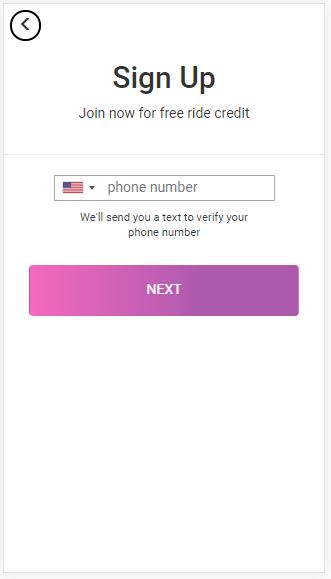 Sign Up
Join now for free ride credit
phone number
We'll send you a text to verify your
phone number
NEXT